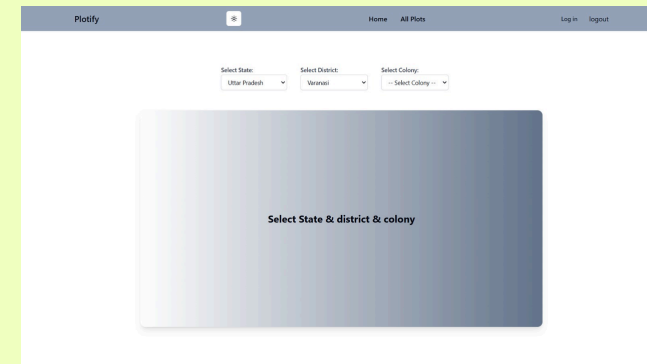 Plotify Home All Plots Log in logout
Select State: Select District: Select Colony:
Uttar Pradesh Varanasi -- Select Colony --
Select State & district & colony